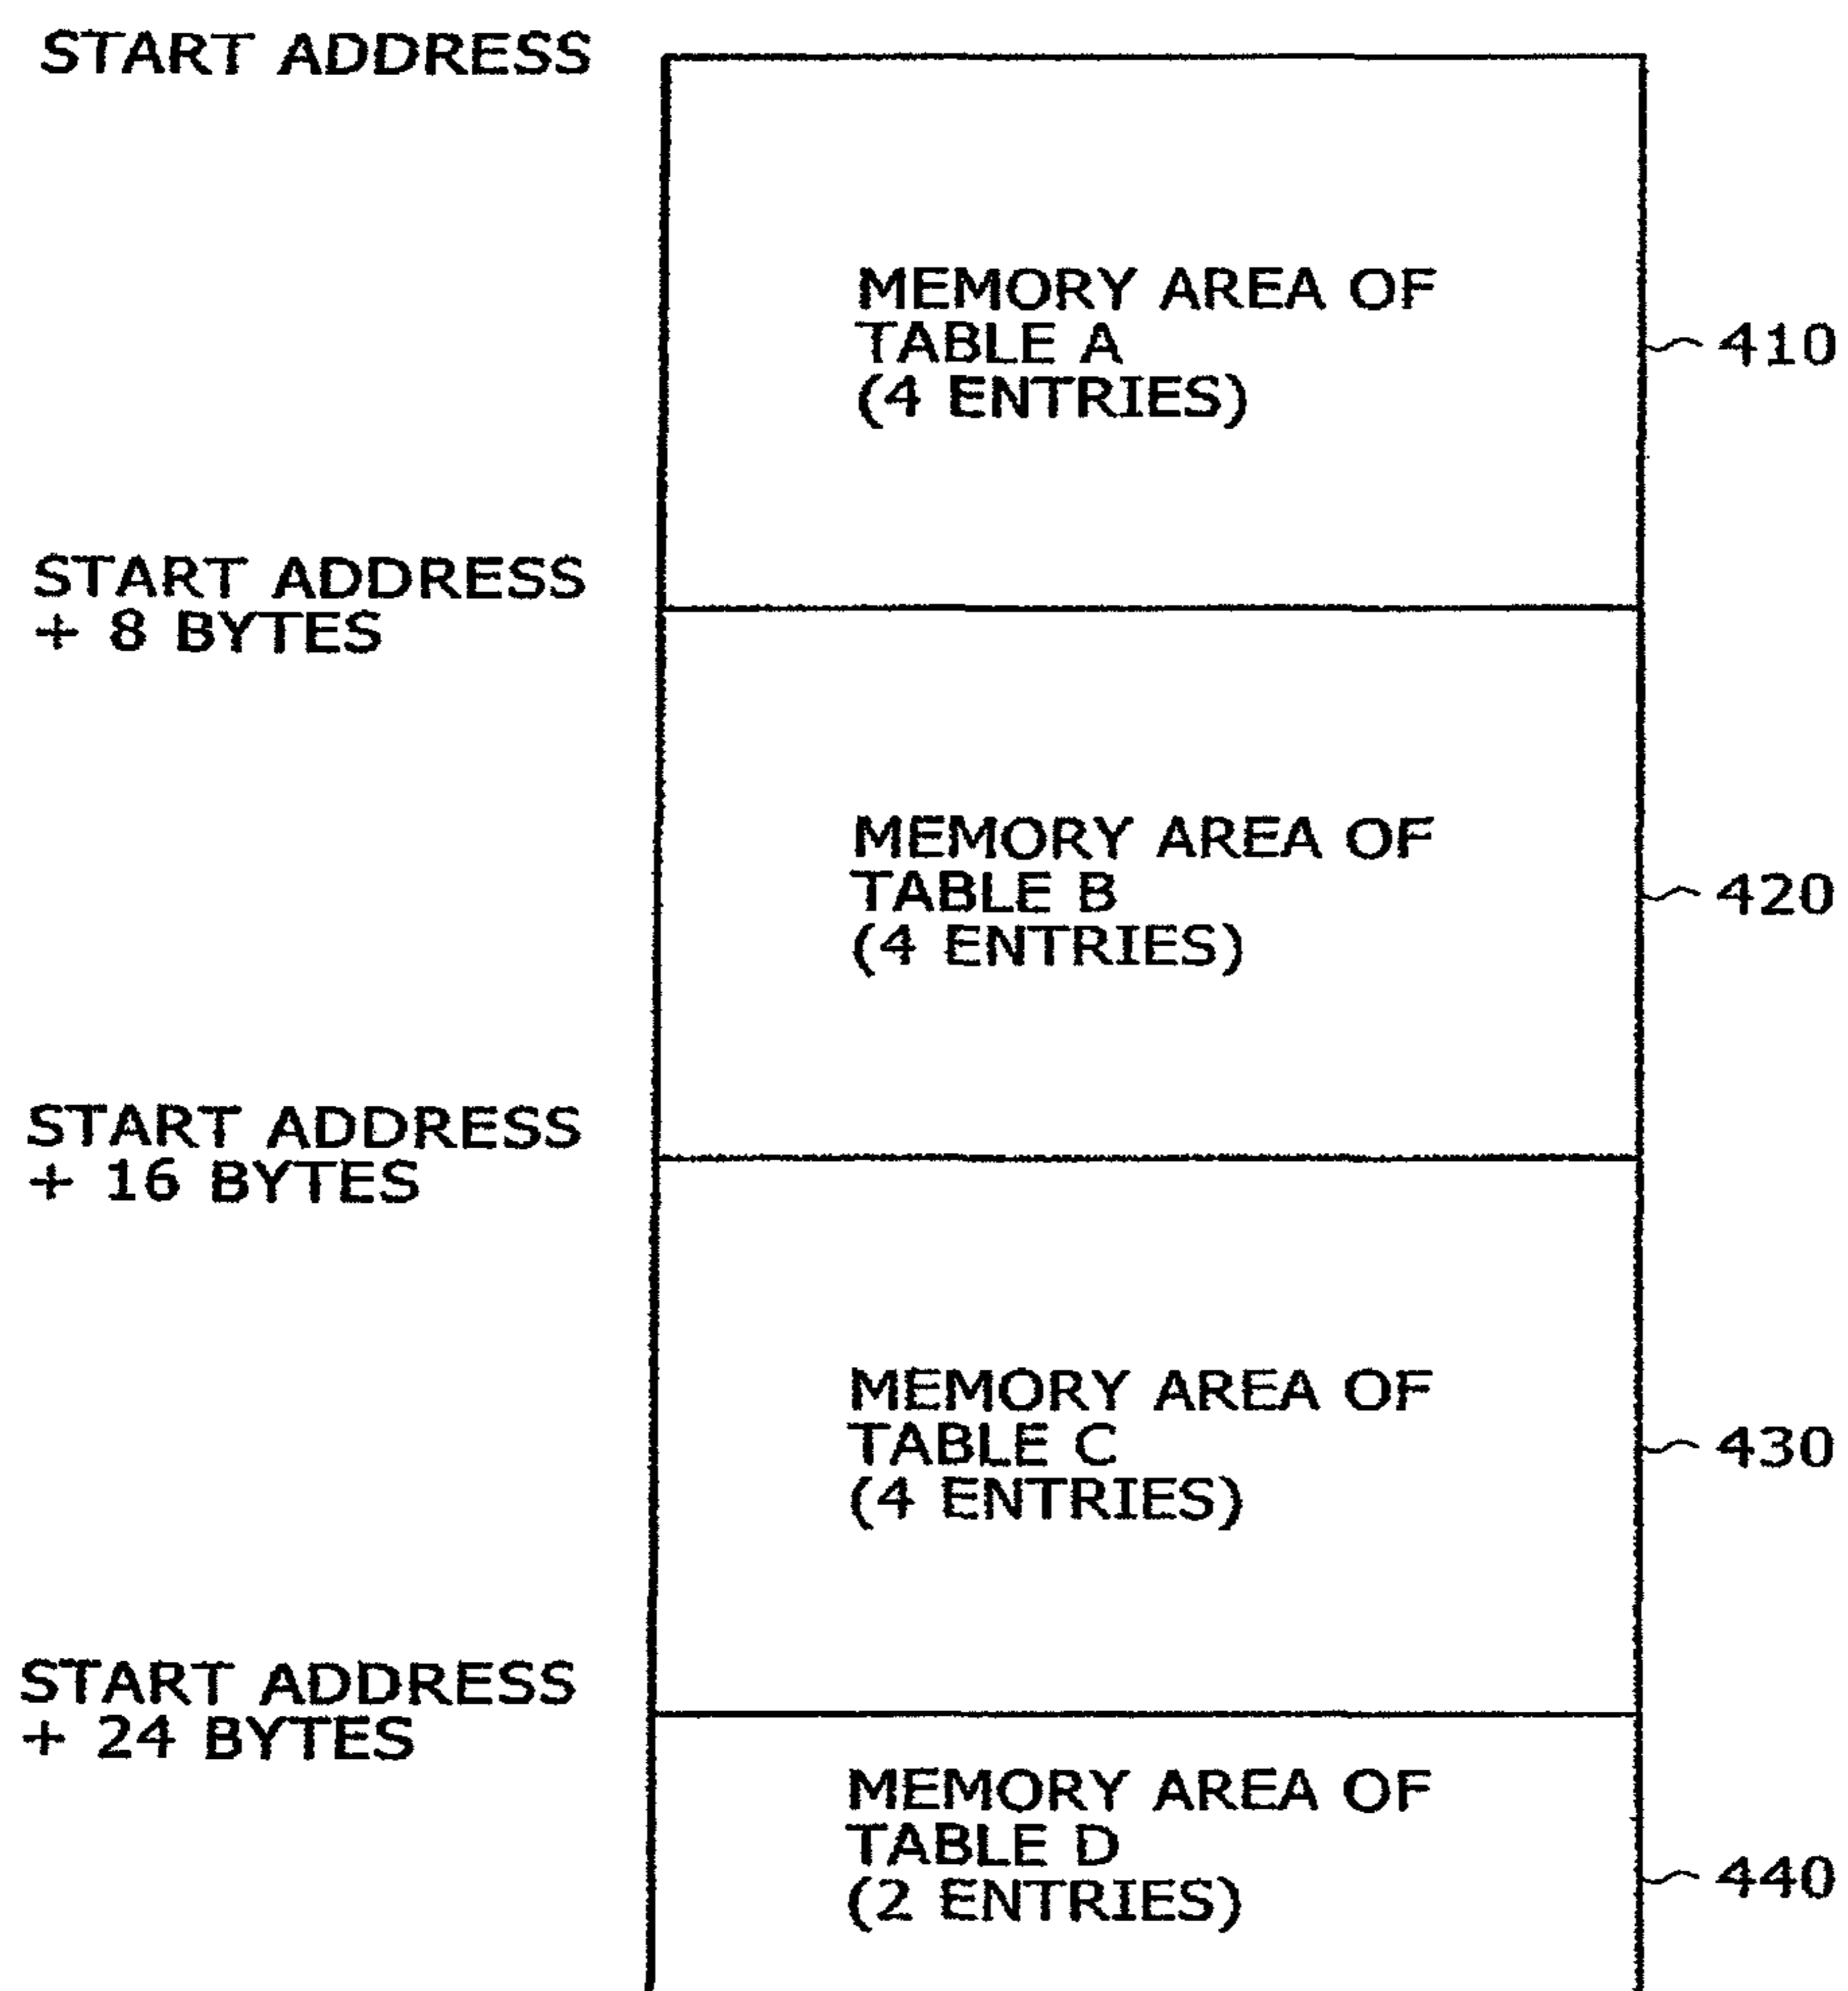 START ADDRESS
MEMORY AREA OF
TABLE A
(4 ENTRIES)
410
START ADDRESS
+ 8 BYTES
MEMORY AREA OF
TABLE B
(4 ENTRIES)
420
START ADDRESS
+ 16 BYTES
MEMORY AREA OF
TABLE C
(4 ENTRIES)
430
START ADDRESS
+ 24 BYTES
MEMORY AREA OF
TABLE D
(2 ENTRIES)
440